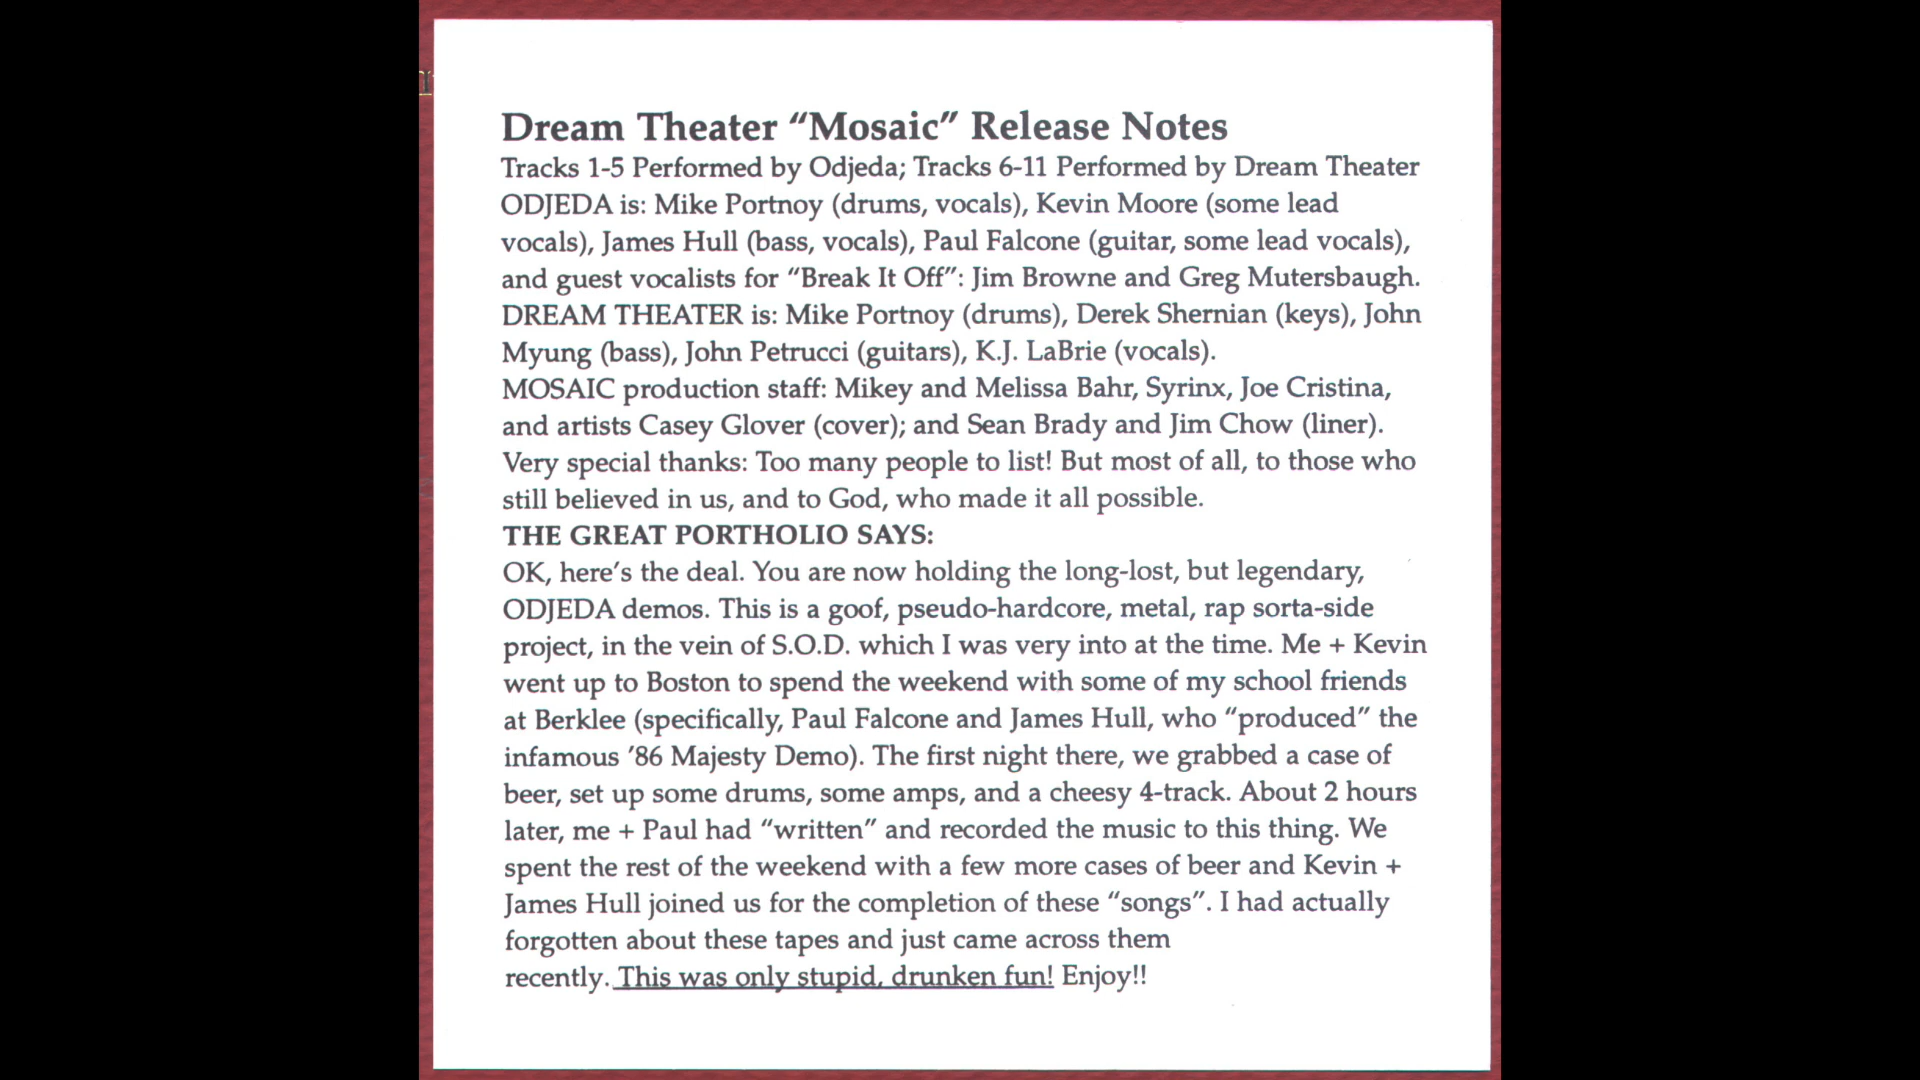 Dream Theater “Mosaic” Release Notes
Tracks 1-5 Performed by Odjeda; Tracks 6-11 Performed by Dream Theater
ODJEDA is: Mike Portnoy (drums, vocals), Kevin Moore (some lead
vocals), James Hull (bass, vocals), Paul Falcone (guitar, some lead vocals),
and guest vocalists for “Break It Off”: Jim Browne and Greg Mutersbaugh.
DREAM THEATER is: Mike Portnoy (drums), Derek Shernian (keys), John
Myung (bass), John Petrucci (guitars), K.J. LaBrie (vocals).
MOSAIC production staff: Mikey and Melissa Bahr, Syrinx, Joe Cristina,
and artists Casey Glover (cover); and Sean Brady and Jim Chow (liner).
Very special thanks: Too many people to list! But most of all, to those who
still believed in us, and to God, who made it all possible.
THE GREAT PORTHOLIO SAYS:
OK, here’s the deal. You are now holding the long-lost, but legendary,
ODJEDA demos. This is a goof, pseudo-hardcore, metal, rap sorta-side
project, in the vein of S.O.D. which I was very into at the time. Me + Kevin
went up to Boston to spend the weekend with some of my school friends
at Berklee (specifically, Paul Falcone and James Hull, who “produced” the
infamous ’86 Majesty Demo). The first night there, we grabbed a case of
beer, set up some drums, some amps, and a cheesy 4-track. About 2 hours
later, me + Paul had “written” and recorded the music to this thing. We
spent the rest of the weekend with a few more cases of beer and Kevin +
James Hull joined us for the completion of these “songs”. I had actually
forgotten about these tapes and just came across them
recently. This was only stupid, drunken fun! Enjoy!!